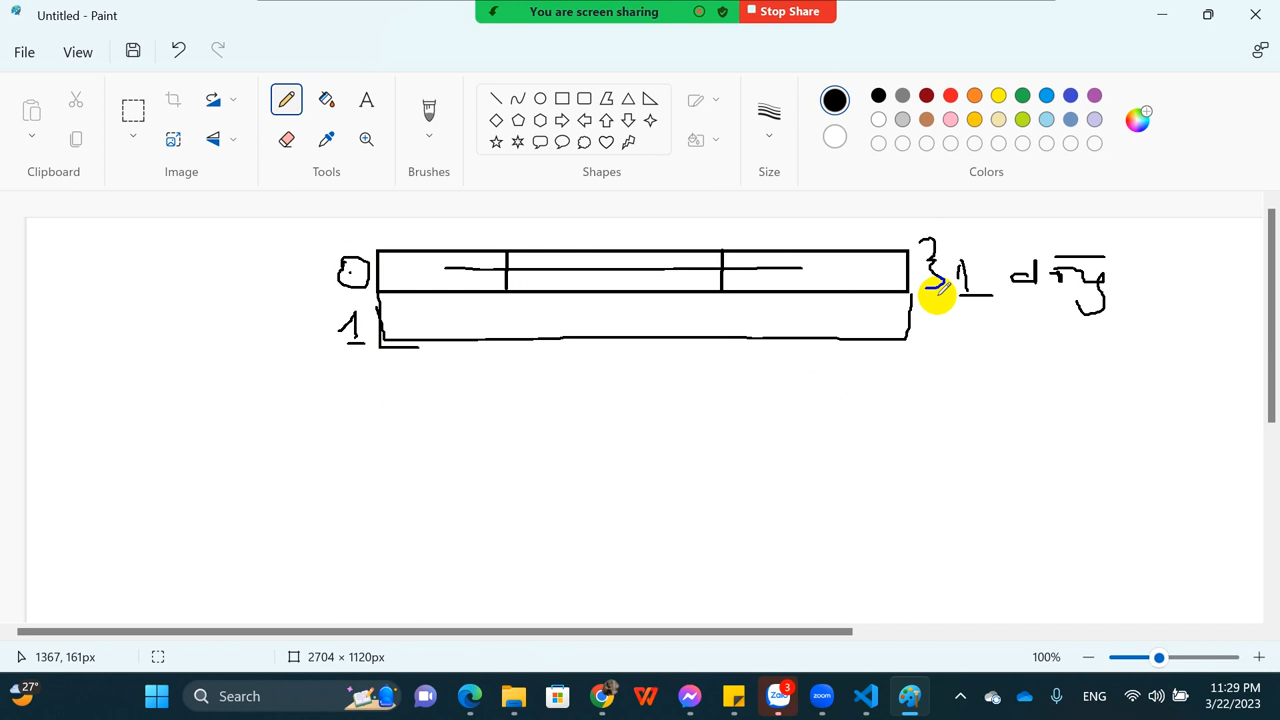 Untitled - Paint
You are screen sharing
Stop Share
File
View
Clipboard
Image
Tools
Brushes
Shapes
Size
Colors
0
1
1
1367, 161px
2704 × 1120px
100%
27°
Search
3
ENG
11:29 PM
3/22/2023